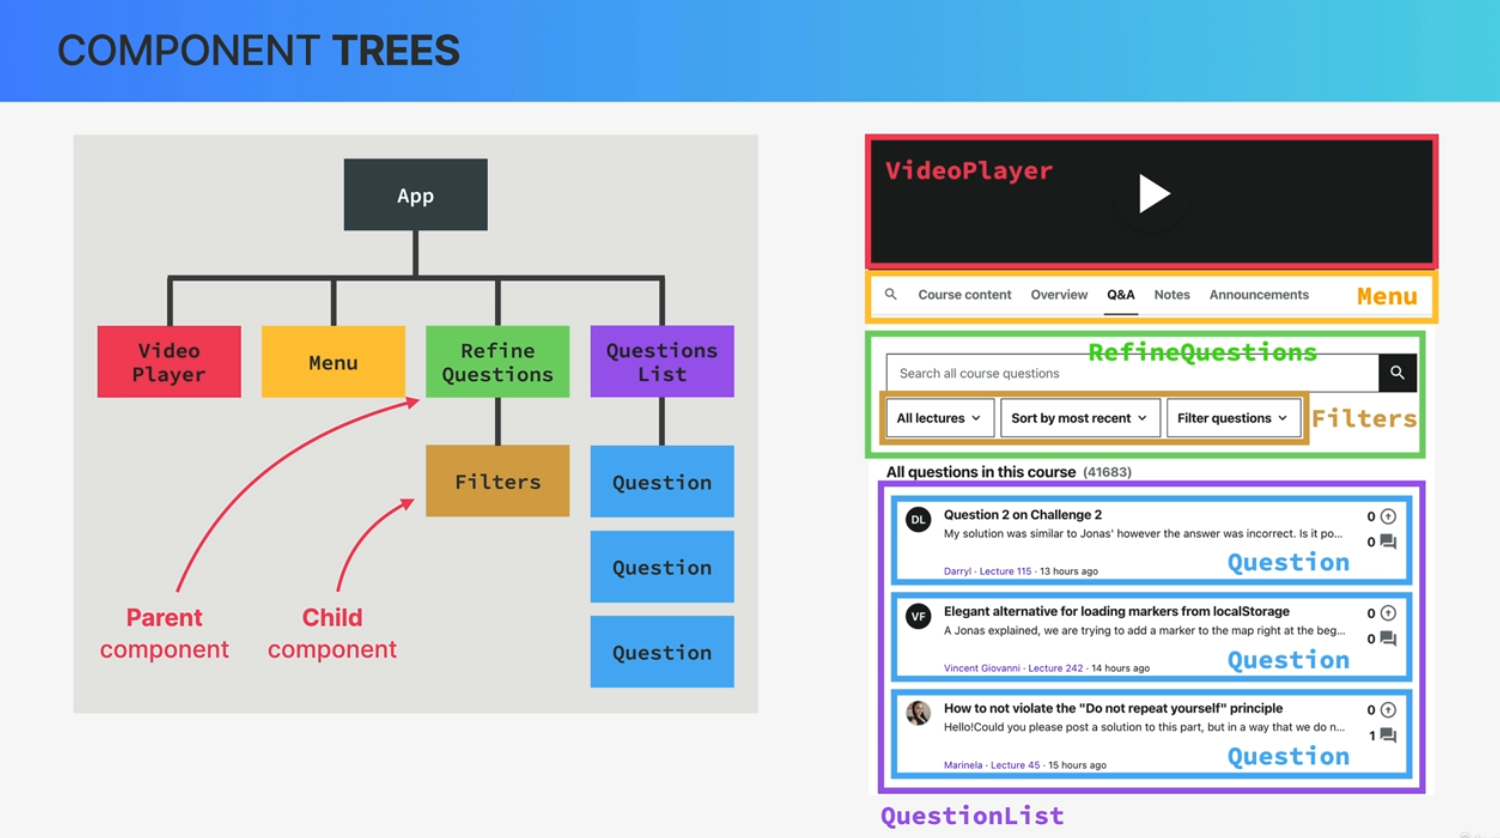 COMPONENT TREES
App
Video
Player
Menu
Refine
Questions
Questions
List
Filters
Question
Question
Question
Parent
component
Child
component
VideoPlayer
Course content
Overview
Q&A
Notes
Announcements
Menu
RefineQuestions
Search all course questions
All lectures
Sort by most recent
Filter questions
Filters
All questions in this course (41683)
DL
Question 2 on Challenge 2
0
My solution was similar to Jonas' however the answer was incorrect. Is it po...
0
Question
Darryl · Lecture 115 · 13 hours ago
VF
Elegant alternative for loading markers from localStorage
0
A Jonas explained, we are trying to add a marker to the map right at the beg...
0
Question
Vincent Giovanni · Lecture 242 · 14 hours ago
How to not violate the "Do not repeat yourself" principle
0
Hello!Could you please post a solution to this part, but in a way that we do n...
1
Question
Marinela · Lecture 45 · 15 hours ago
QuestionList